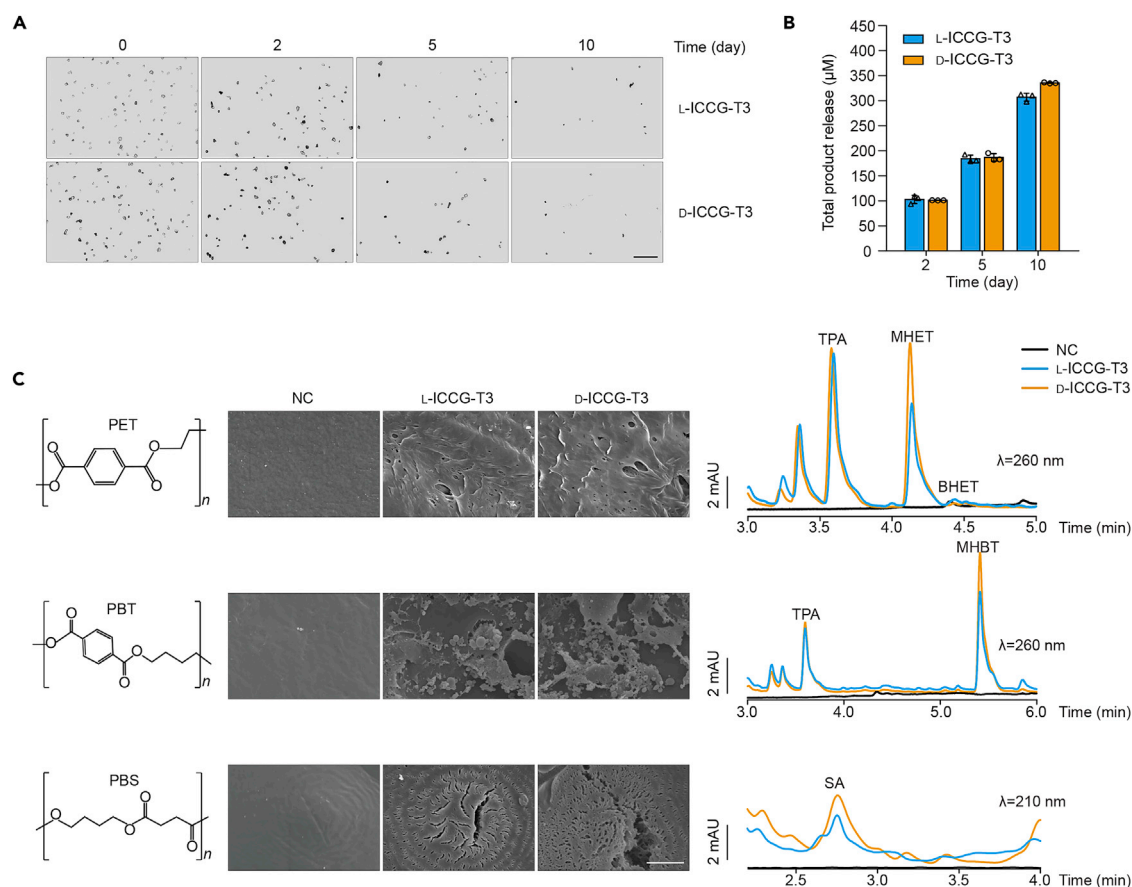 A
0 2 5 10 Time (day)
L-ICCG-T3
D-ICCG-T3
B
450
400
350
300
250
200
150
100
50
0
Total product release (µM)
L-ICCG-T3
D-ICCG-T3
2 5 10
Time (day)
C
NC L-ICCG-T3 D-ICCG-T3
PET
O
O
O
O
n
TPA
MHET
BHET
NC
L-ICCG-T3
D-ICCG-T3
λ=260 nm
2 mAU
3.0 3.5 4.0 4.5 5.0 Time (min)
PBT
O
O
O
O
n
TPA
MHBT
λ=260 nm
2 mAU
3.0 4.0 5.0 6.0 Time (min)
PBS
O
O
O
O
n
SA
λ=210 nm
2 mAU
2.5 3.0 3.5 4.0 Time (min)